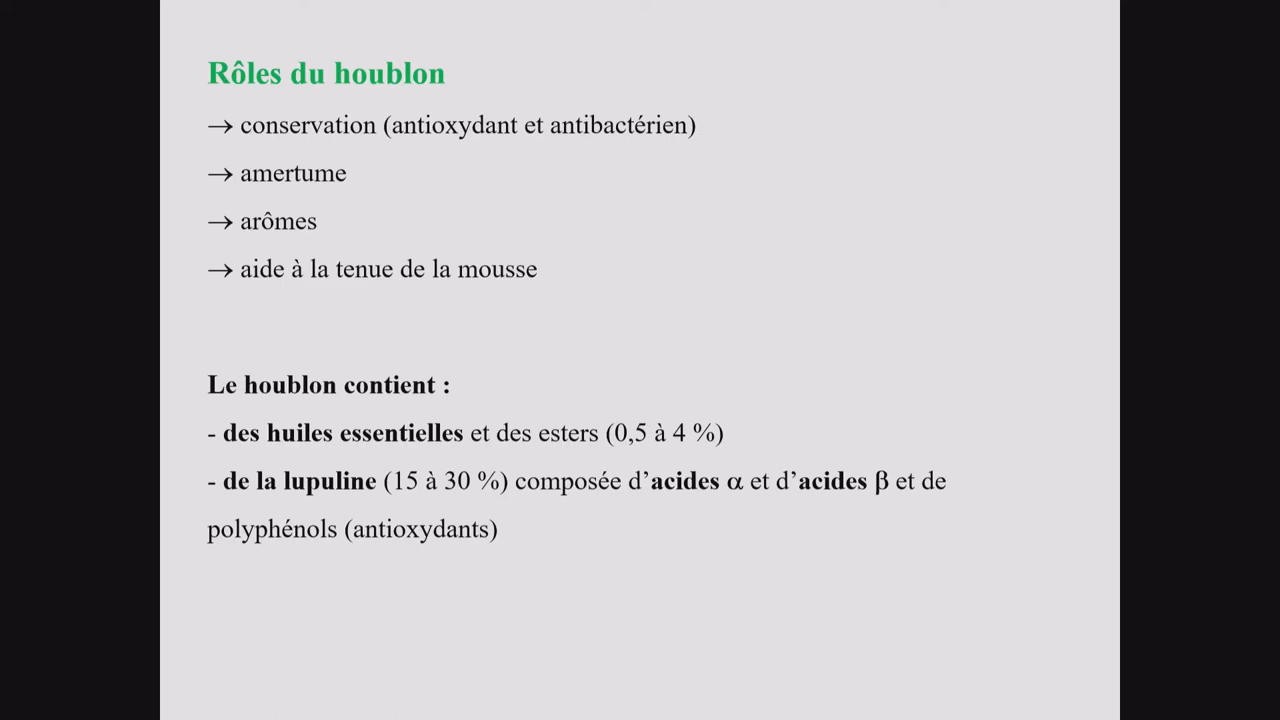 Rôles du houblon
→ conservation (antioxydant et antibactérien)
→ amertume
→ arômes
→ aide à la tenue de la mousse
Le houblon contient :
- des huiles essentielles et des esters (0,5 à 4 %)
- de la lupuline (15 à 30 %) composée d’acides α et d’acides β et de
polyphénols (antioxydants)